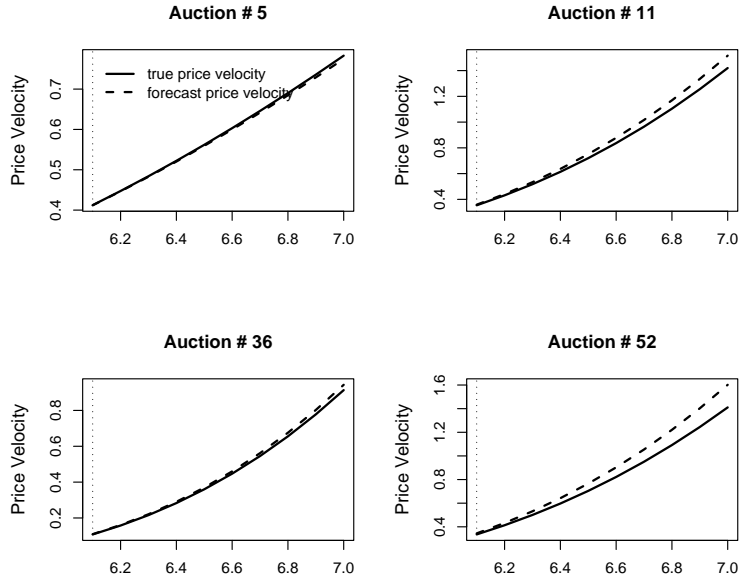 Auction # 5
Price Velocity
0.4 0.5 0.6 0.7
true price velocity
forecast price velocity
6.2 6.4 6.6 6.8 7.0
Auction # 11
Price Velocity
0.4 0.8 1.2
6.2 6.4 6.6 6.8 7.0
Auction # 36
Price Velocity
0.2 0.4 0.6 0.8
6.2 6.4 6.6 6.8 7.0
Auction # 52
Price Velocity
0.4 0.8 1.2 1.6
6.2 6.4 6.6 6.8 7.0